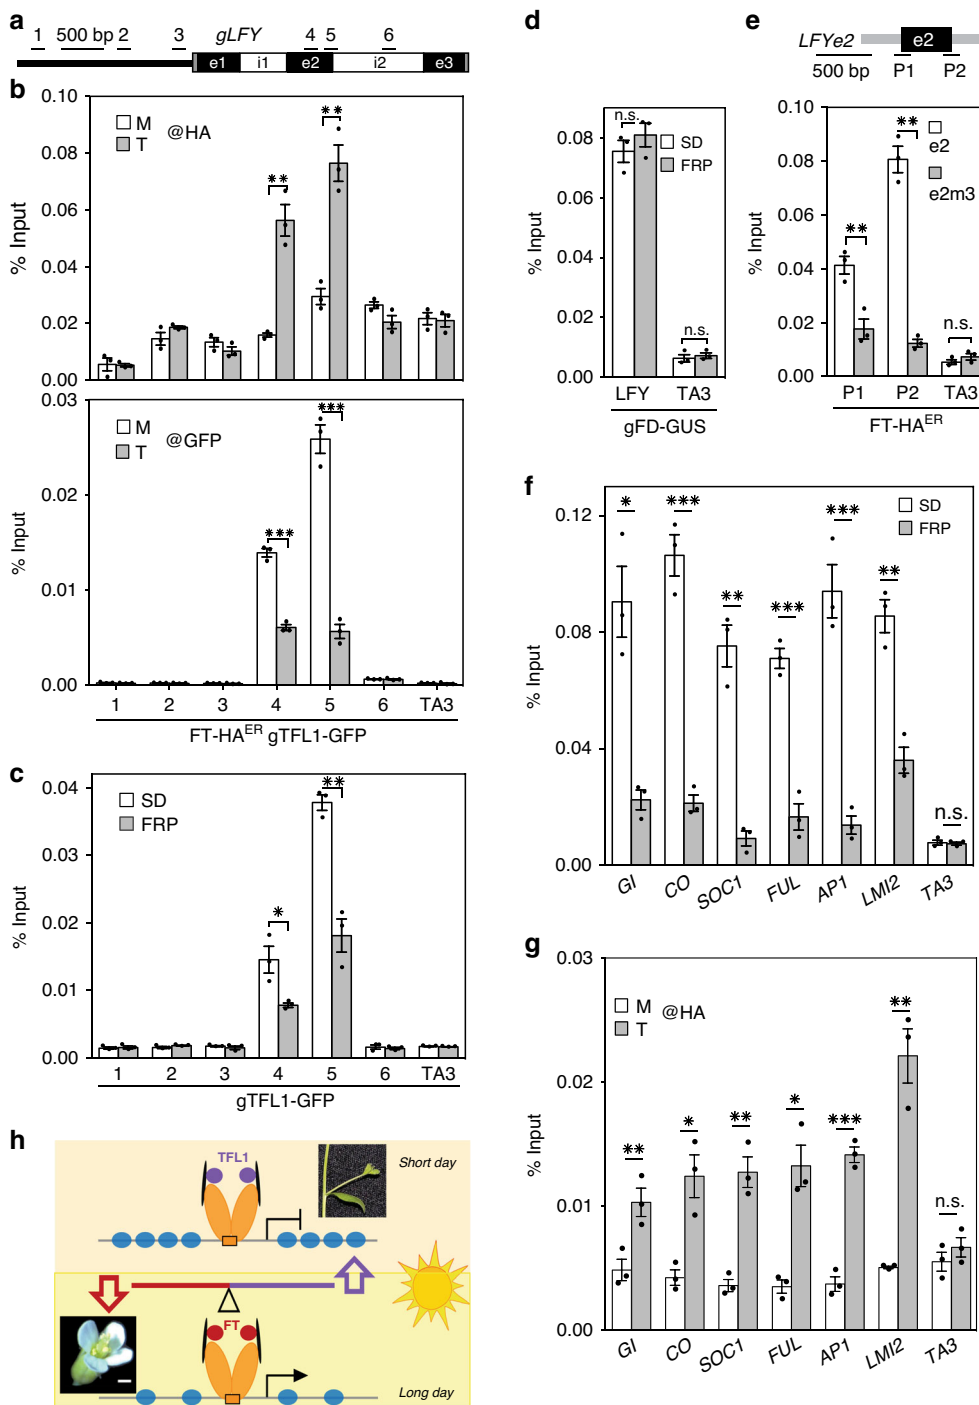 a
1 500 bp 2 3 gLFY 4 5 6
e1 i1 e2 i2 e3
b
0.10
0.08
0.06
0.04
0.02
0.00
% Input
M @HA
T
** **
0.03
0.02
0.01
0.00
% Input
M @GFP
T
*** ***
1 2 3 4 5 6 TA3
FT-HA^ER gTFL1-GFP
c
0.04
0.03
0.02
0.01
0.00
% Input
SD
FRP
* **
1 2 3 4 5 6 TA3
gTFL1-GFP
d
0.08
0.06
0.04
0.02
0.00
% Input
n.s.
SD
FRP
n.s.
LFY TA3
gFD-GUS
e
LFYe2 e2
500 bp P1 P2
0.10
0.08
0.06
0.04
0.02
0.00
% Input
** **
e2
e2m3
n.s.
P1 P2 TA3
FT-HA^ER
f
0.12
0.08
0.04
0.00
% Input
SD
FRP
* *** ** *** *** ** n.s.
GI CO SOC1 FUL AP1 LMI2 TA3
g
0.03
0.02
0.01
0.00
% Input
M @HA
T
** * ** * *** ** n.s.
GI CO SOC1 FUL AP1 LMI2 TA3
h
TFL1
Short day
FT
Long day